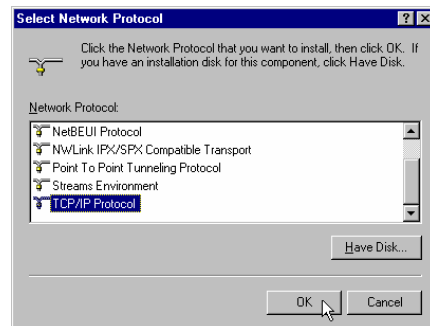 Select Network Protocol
Click the Network Protocol that you want to install, then click OK. If
you have an installation disk for this component, click Have Disk.
Network Protocol:
NetBEUI Protocol
NWLink IPX/SPX Compatible Transport
Point To Point Tunneling Protocol
Streams Environment
TCP/IP Protocol
Have Disk...
OK
Cancel